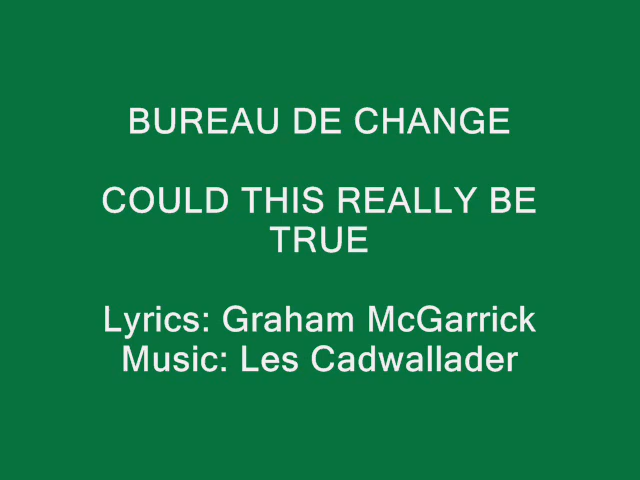 BUREAU DE CHANGE
COULD THIS REALLY BE
TRUE
Lyrics: Graham McGarrick
Music: Les Cadwallader